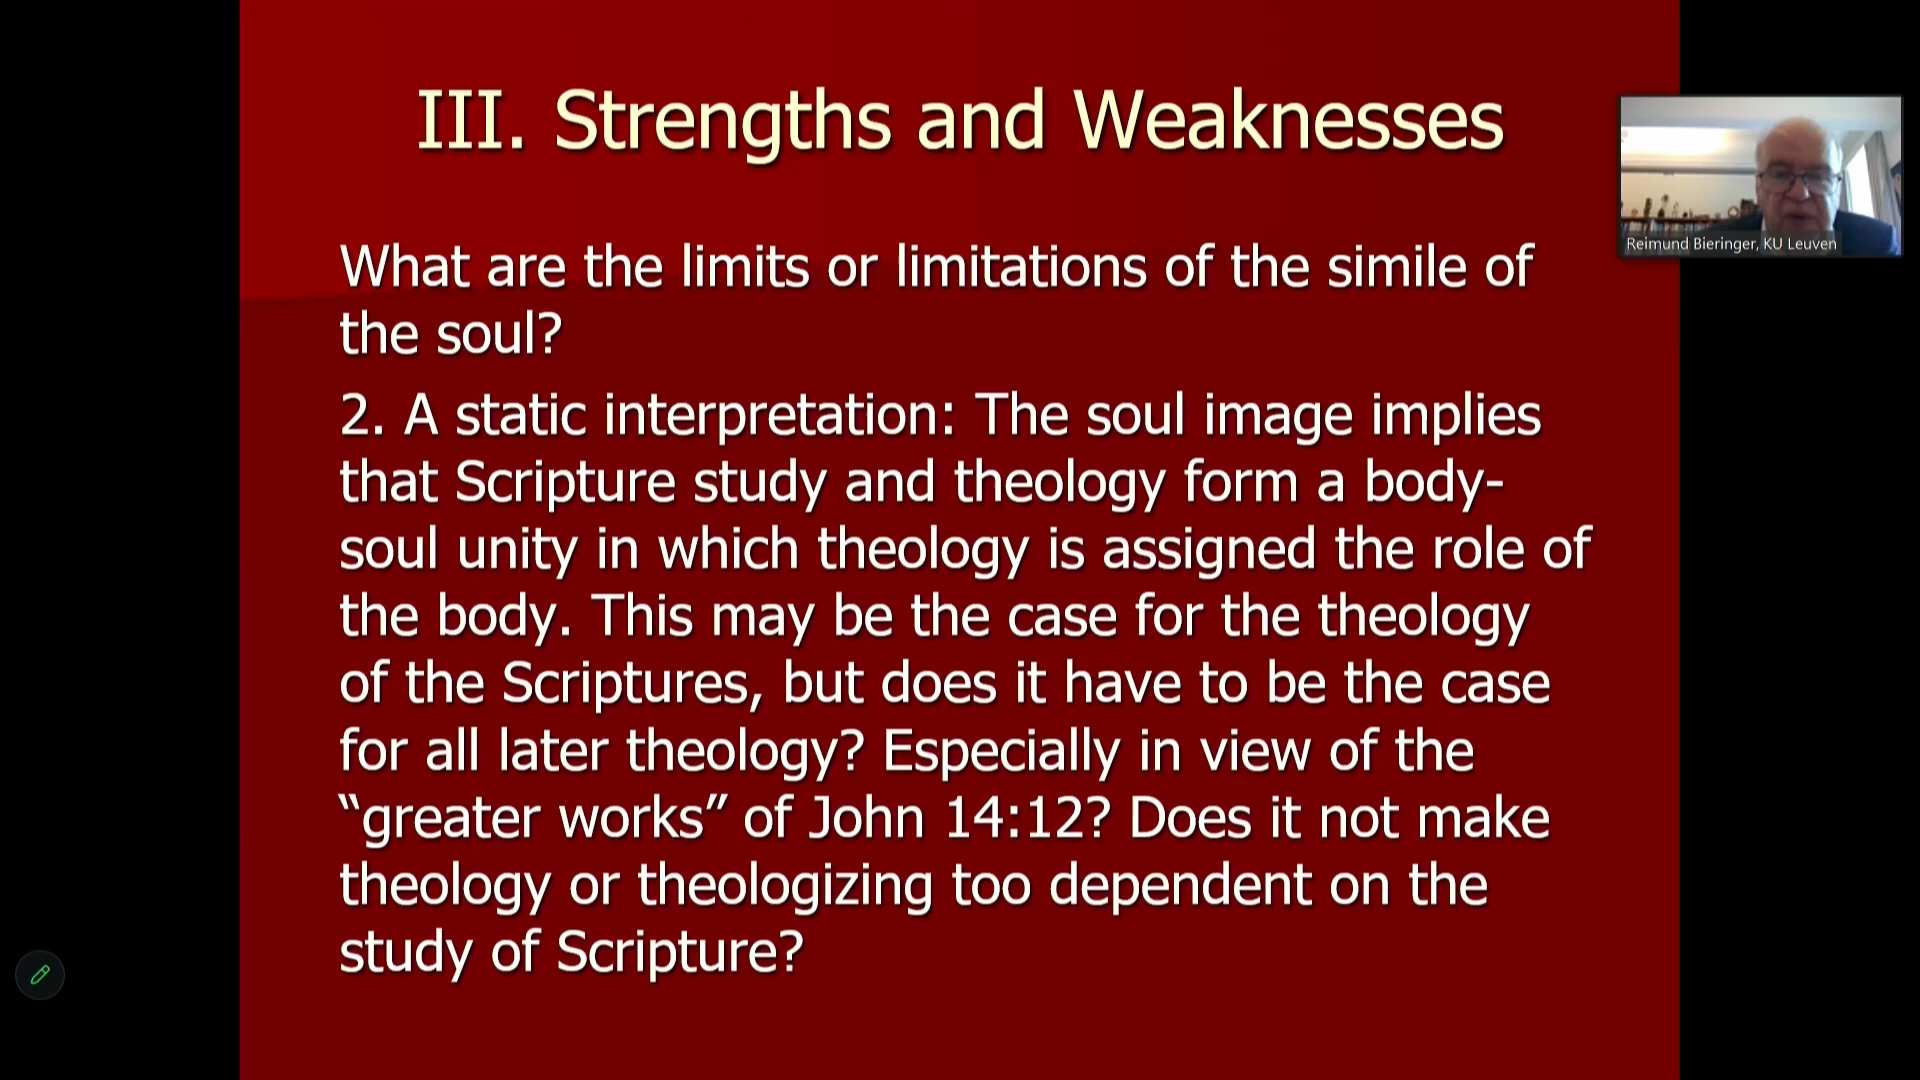 III. Strengths and Weaknesses
Reimund Bieringer, KU Leuven
What are the limits or limitations of the simile of
the soul?
2. A static interpretation: The soul image implies
that Scripture study and theology form a body-
soul unity in which theology is assigned the role of
the body. This may be the case for the theology
of the Scriptures, but does it have to be the case
for all later theology? Especially in view of the
“greater works” of John 14:12? Does it not make
theology or theologizing too dependent on the
study of Scripture?